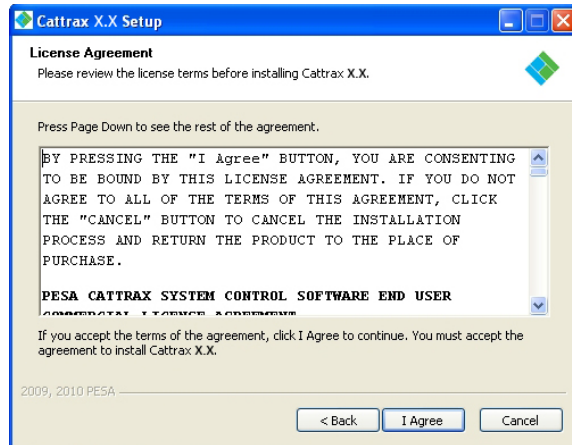 Cattrax X.X Setup
License Agreement
Please review the license terms before installing Cattrax X.X.
Press Page Down to see the rest of the agreement.
BY PRESSING THE "I Agree" BUTTON, YOU ARE CONSENTING
TO BE BOUND BY THIS LICENSE AGREEMENT. IF YOU DO NOT
AGREE TO ALL OF THE TERMS OF THIS AGREEMENT, CLICK
THE "CANCEL" BUTTON TO CANCEL THE INSTALLATION
PROCESS AND RETURN THE PRODUCT TO THE PLACE OF
PURCHASE.
PESA CATTRAX SYSTEM CONTROL SOFTWARE END USER
COMMERCIAL LICENSE AGREEMENT
If you accept the terms of the agreement, click I Agree to continue. You must accept the
agreement to install Cattrax X.X.
2009, 2010 PESA
< Back I Agree Cancel